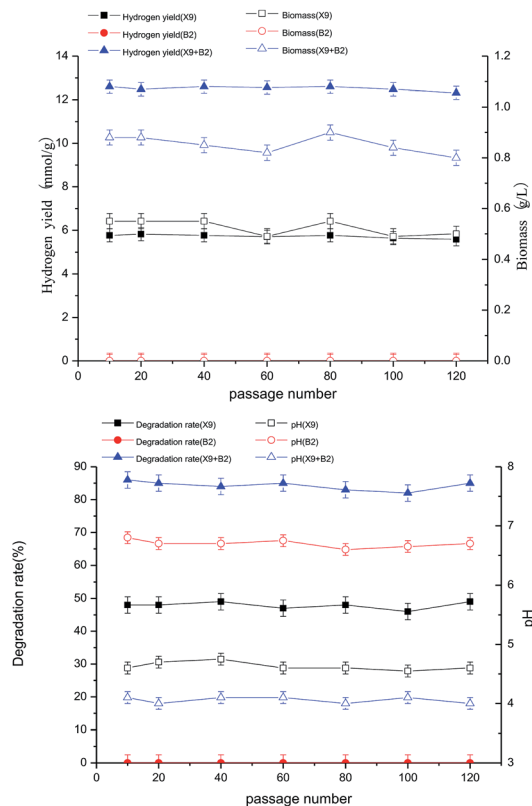 Hydrogen yield(X9) Biomass(X9)
Hydrogen yield(B2) Biomass(B2)
Hydrogen yield(X9+B2) Biomass(X9+B2)
14 1.2
12 1.0
10 0.8
8 0.6
6 0.4
4 0.2
2 0.0
0
Hydrogen yield (mmol/g)
Biomass (g/L)
0 20 40 60 80 100 120
passage number
Degradation rate(X9) pH(X9)
Degradation rate(B2) pH(B2)
Degradation rate(X9+B2) pH(X9+B2)
90 8
80 7
70 6
60 5
50 4
40 3
30
20
10
0
Degradation rate(%)
pH
0 20 40 60 80 100 120
passage number